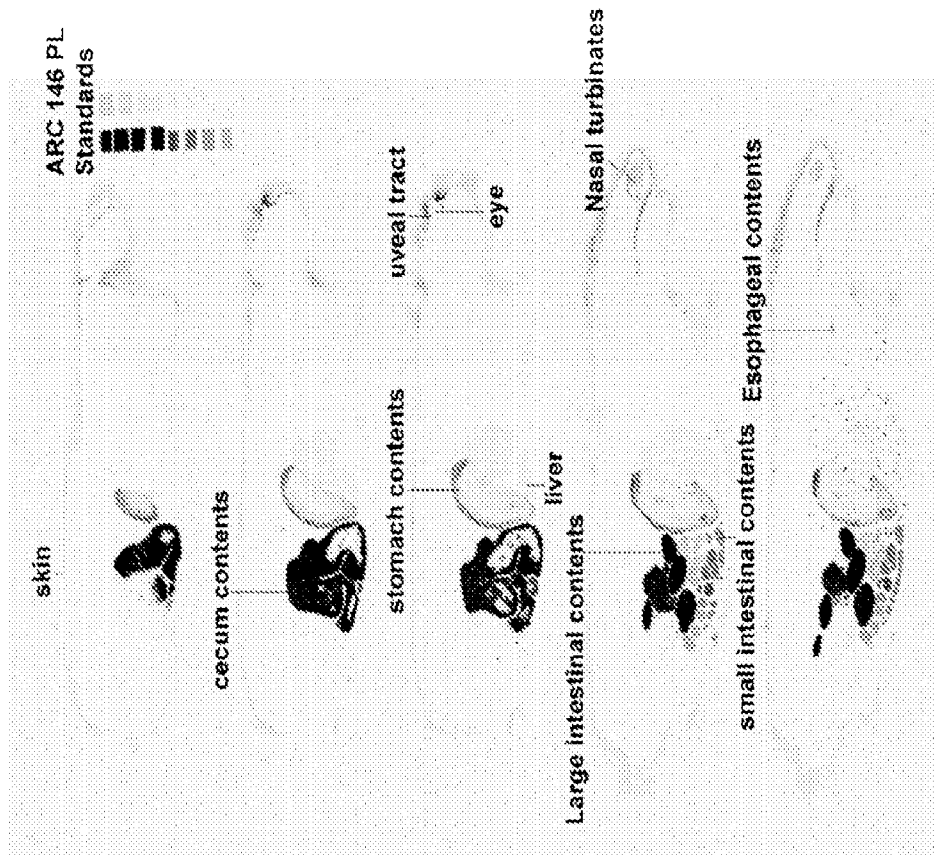 ARC 146 PL
Standards
skin
cecum contents
uveal tract
eye
stomach contents
liver
Nasal turbinates
Large intestinal contents
Esophageal contents
small intestinal contents